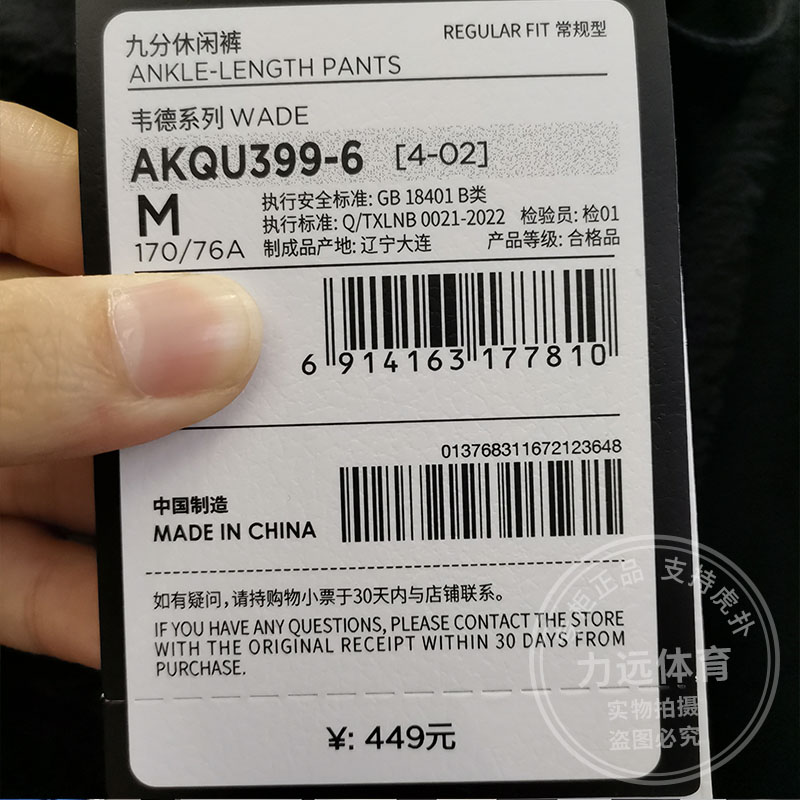 九分休闲裤
REGULAR FIT 常规型
ANKLE-LENGTH PANTS
韦德系列 WADE
AKQU399-6 [4-02]
M
170/76A
执行安全标准: GB 18401 B类
执行标准: Q/TXLNB 0021-2022 检验员: 检01
制成品产地: 辽宁大连 产品等级: 合格品
6 914163 177810
013768311672123648
中国制造
MADE IN CHINA
如有疑问,请持购物小票于30天内与店铺联系。
IF YOU HAVE ANY QUESTIONS, PLEASE CONTACT THE STORE
WITH THE ORIGINAL RECEIPT WITHIN 30 DAYS FROM
PURCHASE.
¥: 449元
正品 支持虎扑
力远体育
实物拍摄
盗图必究